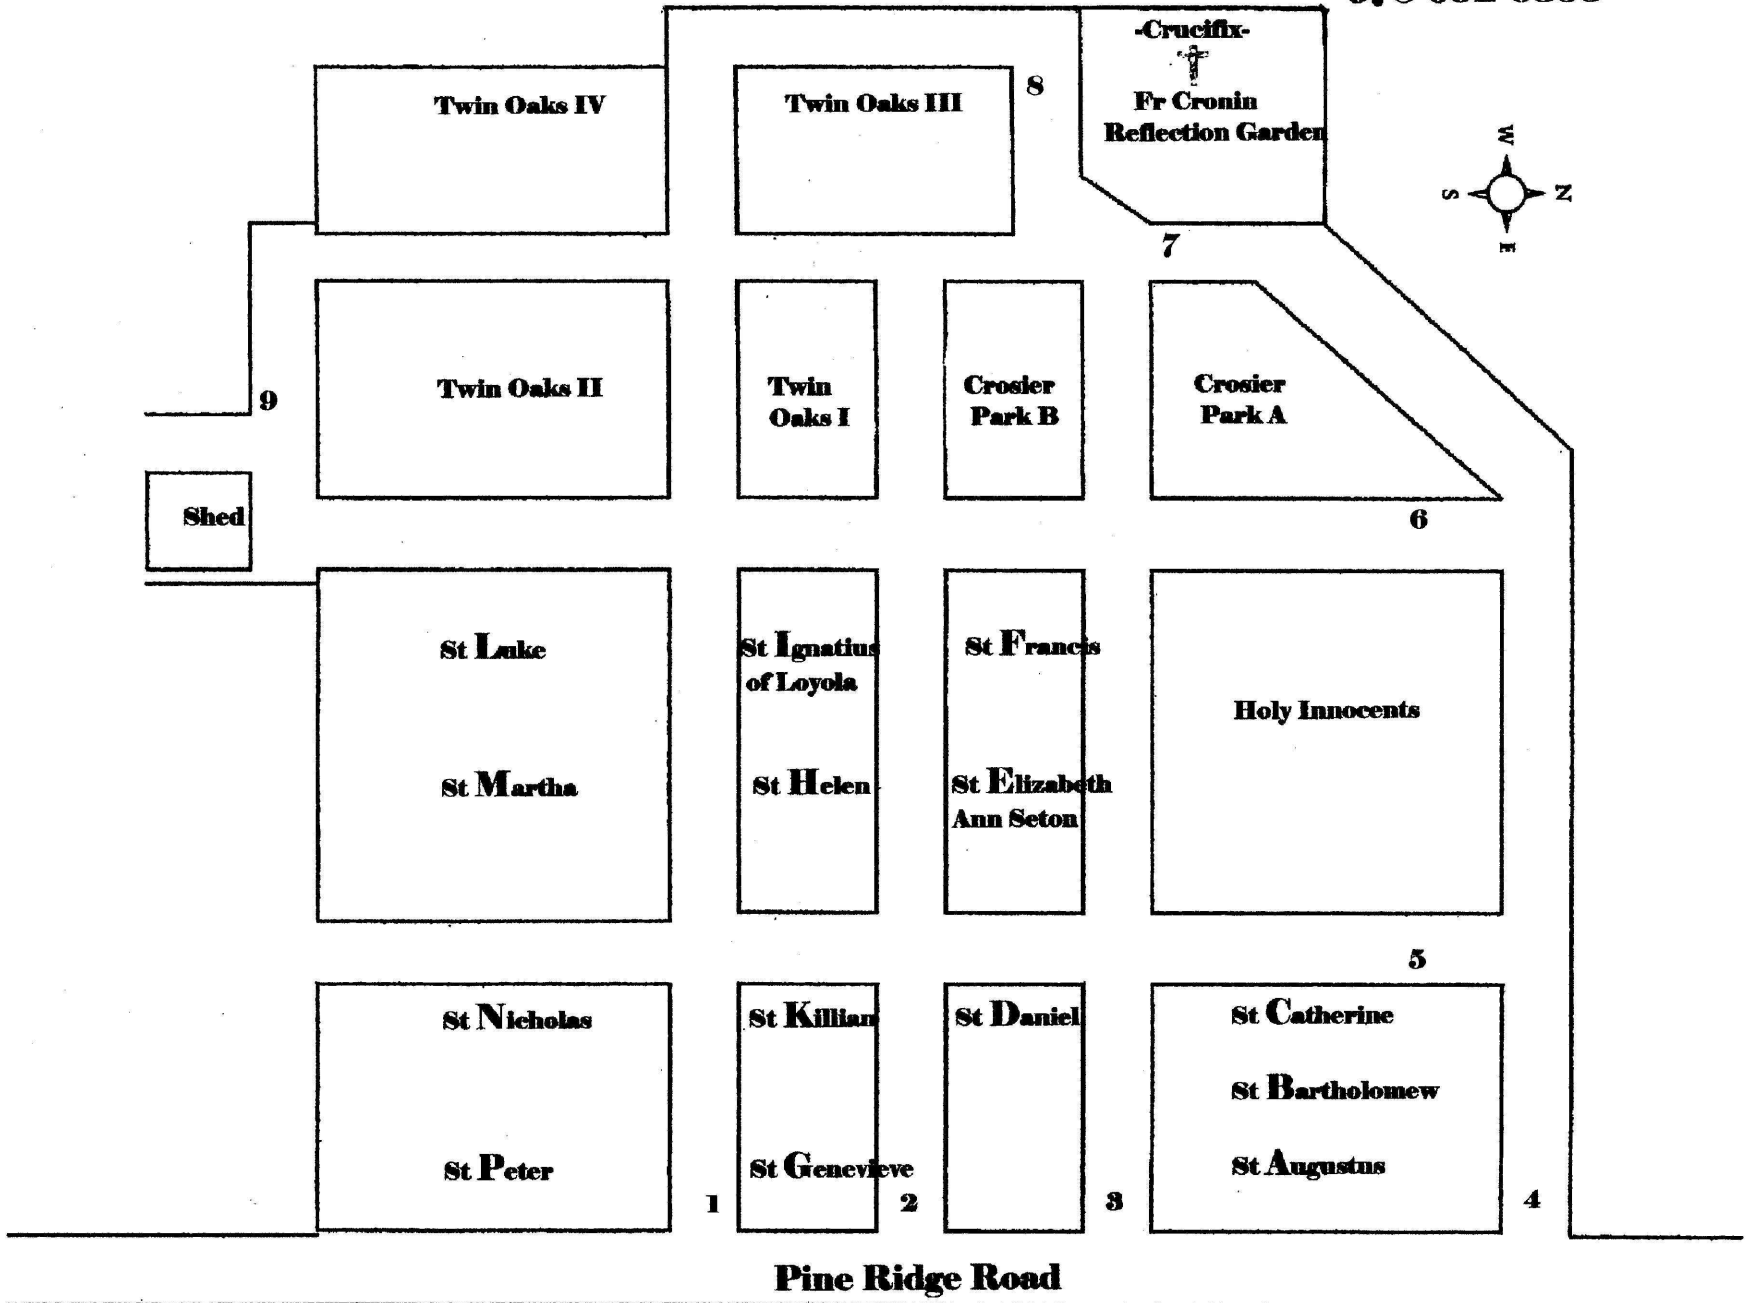 -Crucifix-
Fr Cronin
Reflection Garden
Twin Oaks IV
Twin Oaks III
8
W
S
N
E
7
Twin Oaks II
Twin
Oaks I
Crosier
Park B
Crosier
Park A
9
Shed
6
St Luke
St Ignatius
of Loyola
St Francis
Holy Innocents
St Martha
St Helen
St Elizabeth
Ann Seton
5
St Nicholas
St Killian
St Daniel
St Catherine
St Bartholomew
St Peter
St Genevieve
St Augustus
1
2
3
4
Pine Ridge Road